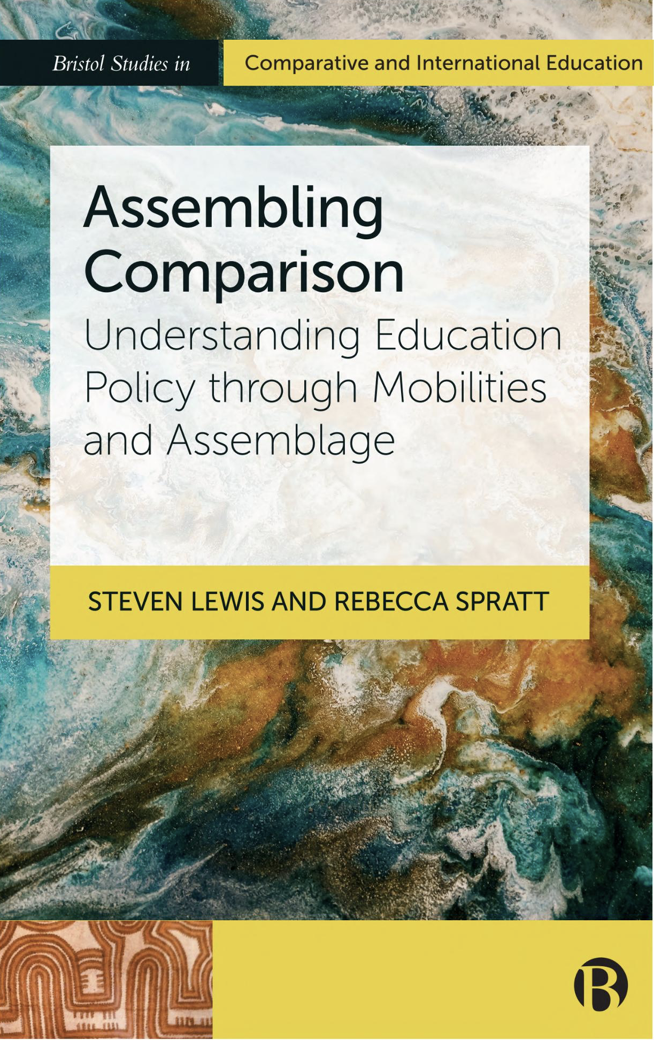 Bristol Studies in Comparative and International Education
Assembling
Comparison
Understanding Education
Policy through Mobilities
and Assemblage
STEVEN LEWIS AND REBECCA SPRATT
B